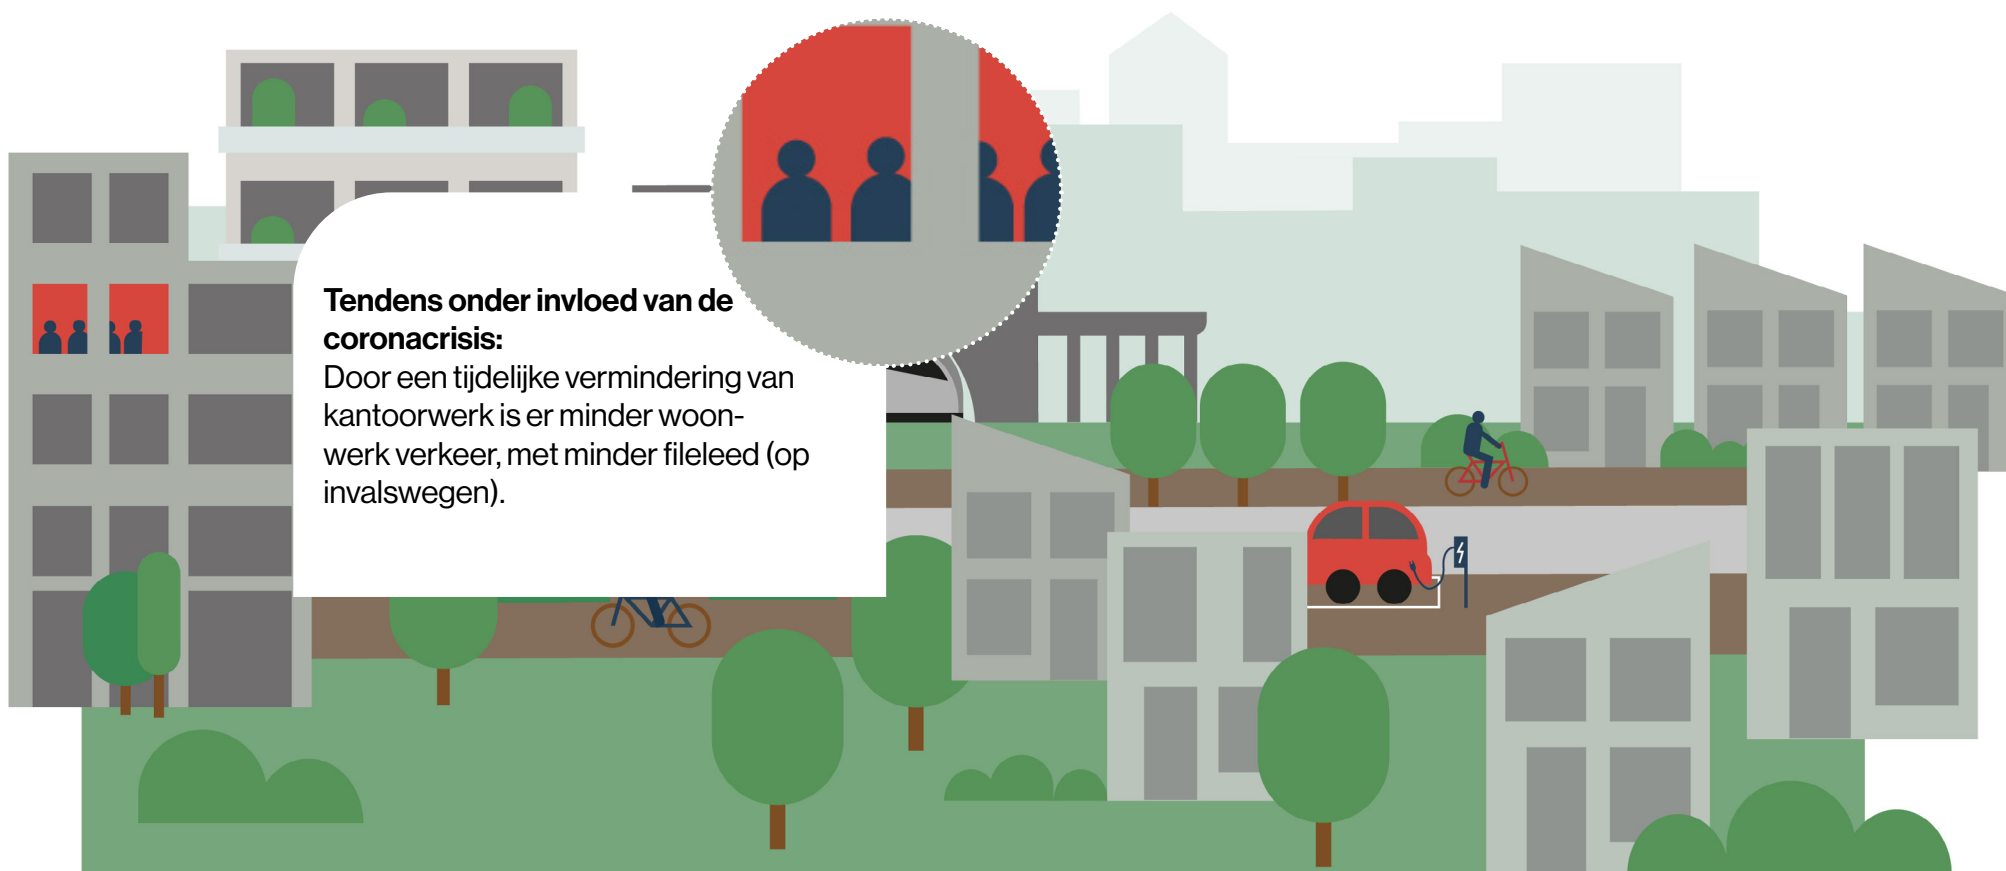 Tendens onder invloed van de
coronacrisis:
Door een tijdelijke vermindering van
kantoorwerk is er minder woon-
werk verkeer, met minder fileleed (op
invalswegen).